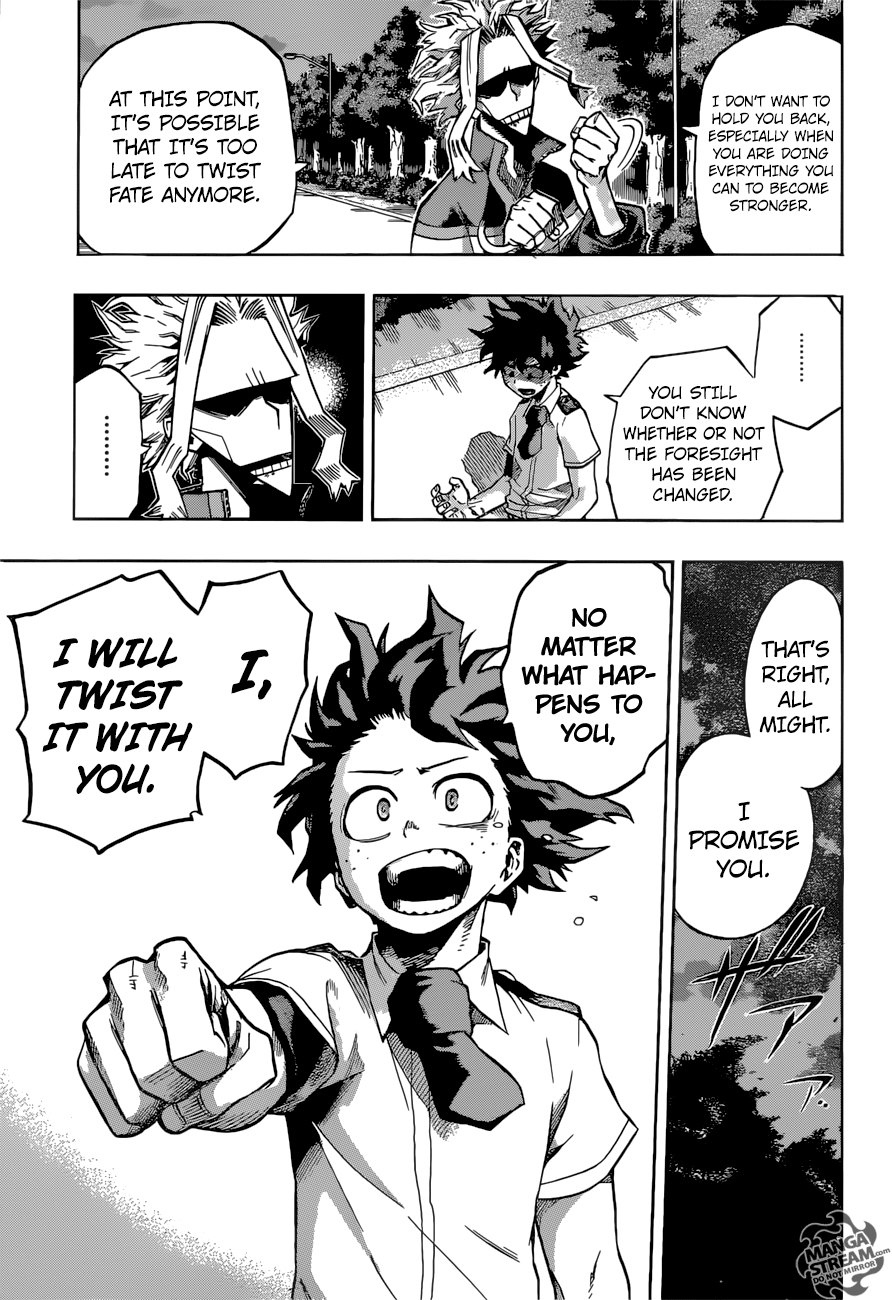 I DON'T WANT TO
HOLD YOU BACK,
ESPECIALLY WHEN
YOU ARE DOING
EVERYTHING YOU
CAN TO BECOME
STRONGER.
AT THIS POINT,
IT'S POSSIBLE
THAT IT'S TOO
LATE TO TWIST
FATE ANYMORE.
.........
YOU STILL
DON'T KNOW
WHETHER OR NOT
THE FORESIGHT
HAS BEEN
CHANGED.
.........
THAT'S
RIGHT,
ALL
MIGHT.
I
PROMISE
YOU.
NO
MATTER
WHAT HAP-
PENS TO
YOU,
I,
I WILL
TWIST
IT WITH
YOU.
MANGA
STREAM.com
DO NOT MIRROR